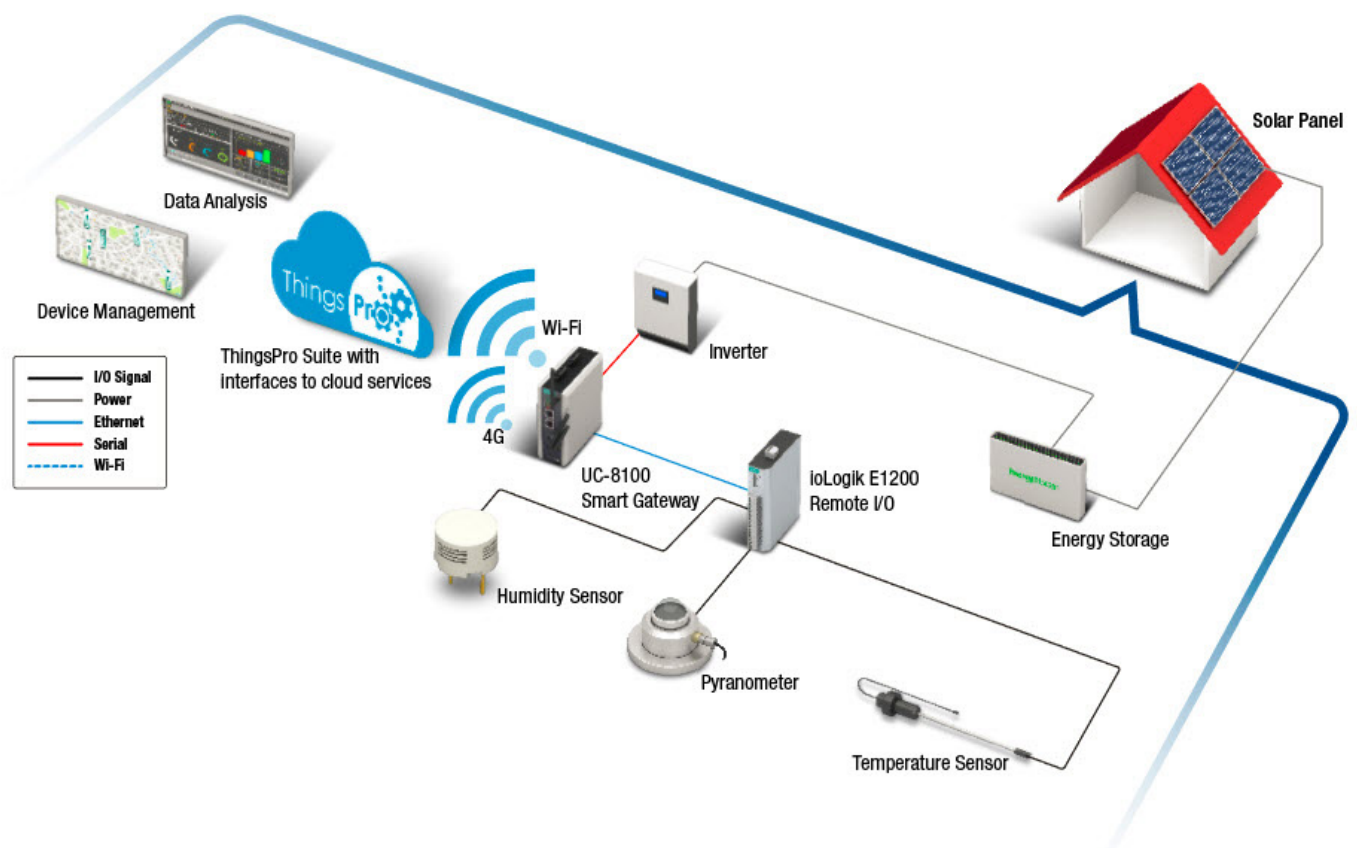 Solar Panel
Data Analysis
Device Management
Things
Pro
Wi-Fi
Inverter
ThingsPro Suite with
interfaces to cloud services
4G
I/O Signal
Power
Ethernet
Serial
Wi-Fi
UC-8100
Smart Gateway
ioLogik E1200
Remote I/O
Energy Storage
Humidity Sensor
Pyranometer
Temperature Sensor